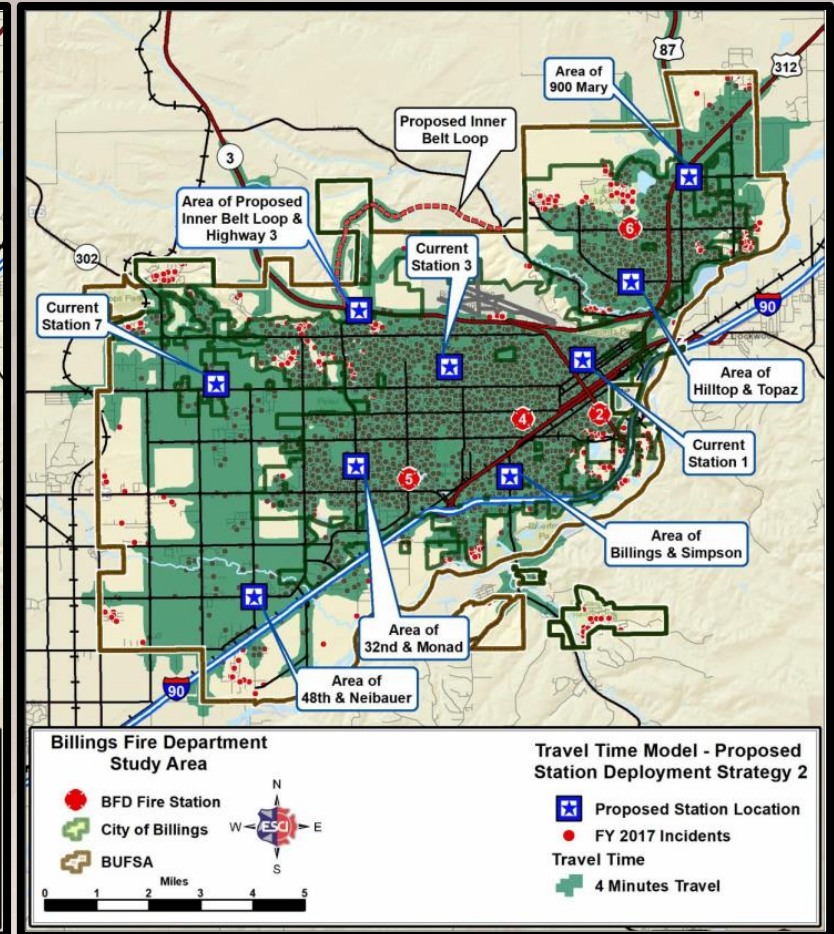 87
312
Area of
900 Mary
Proposed Inner
Belt Loop
3
Area of Proposed
Inner Belt Loop &
Highway 3
6
Current
Station 3
302
Current
Station 7
90
Area of
Hilltop & Topaz
4
2
Current
Station 1
5
Area of
Billings & Simpson
Area of
32nd & Monad
Area of
48th & Neibauer
90
Billings Fire Department
Study Area
BFD Fire Station
City of Billings
BUFSA
N
W
ESCI
E
S
Miles
0 1 2 3 4 5
Travel Time Model - Proposed
Station Deployment Strategy 2
Proposed Station Location
FY 2017 Incidents
Travel Time
4 Minutes Travel